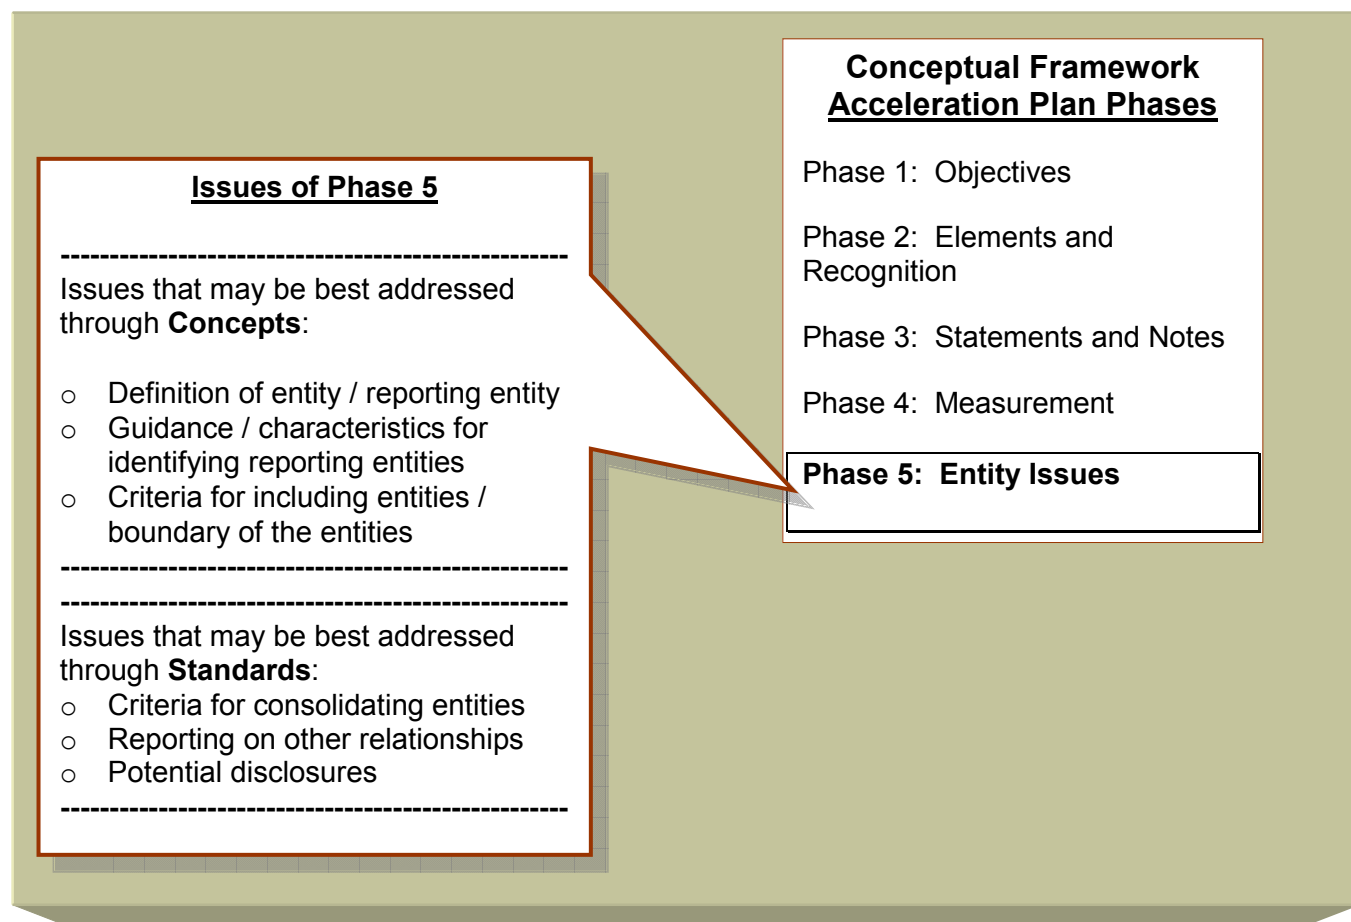 Conceptual Framework
Acceleration Plan Phases
Phase 1:  Objectives
Phase 2:  Elements and
Recognition
Phase 3:  Statements and Notes
Phase 4:  Measurement
Phase 5:  Entity Issues
Issues of Phase 5
----------------------------------------------------
Issues that may be best addressed
through Concepts:
o Definition of entity / reporting entity
o Guidance / characteristics for
identifying reporting entities
o Criteria for including entities /
boundary of the entities
----------------------------------------------------
----------------------------------------------------
Issues that may be best addressed
through Standards:
o Criteria for consolidating entities
o Reporting on other relationships
o Potential disclosures
----------------------------------------------------